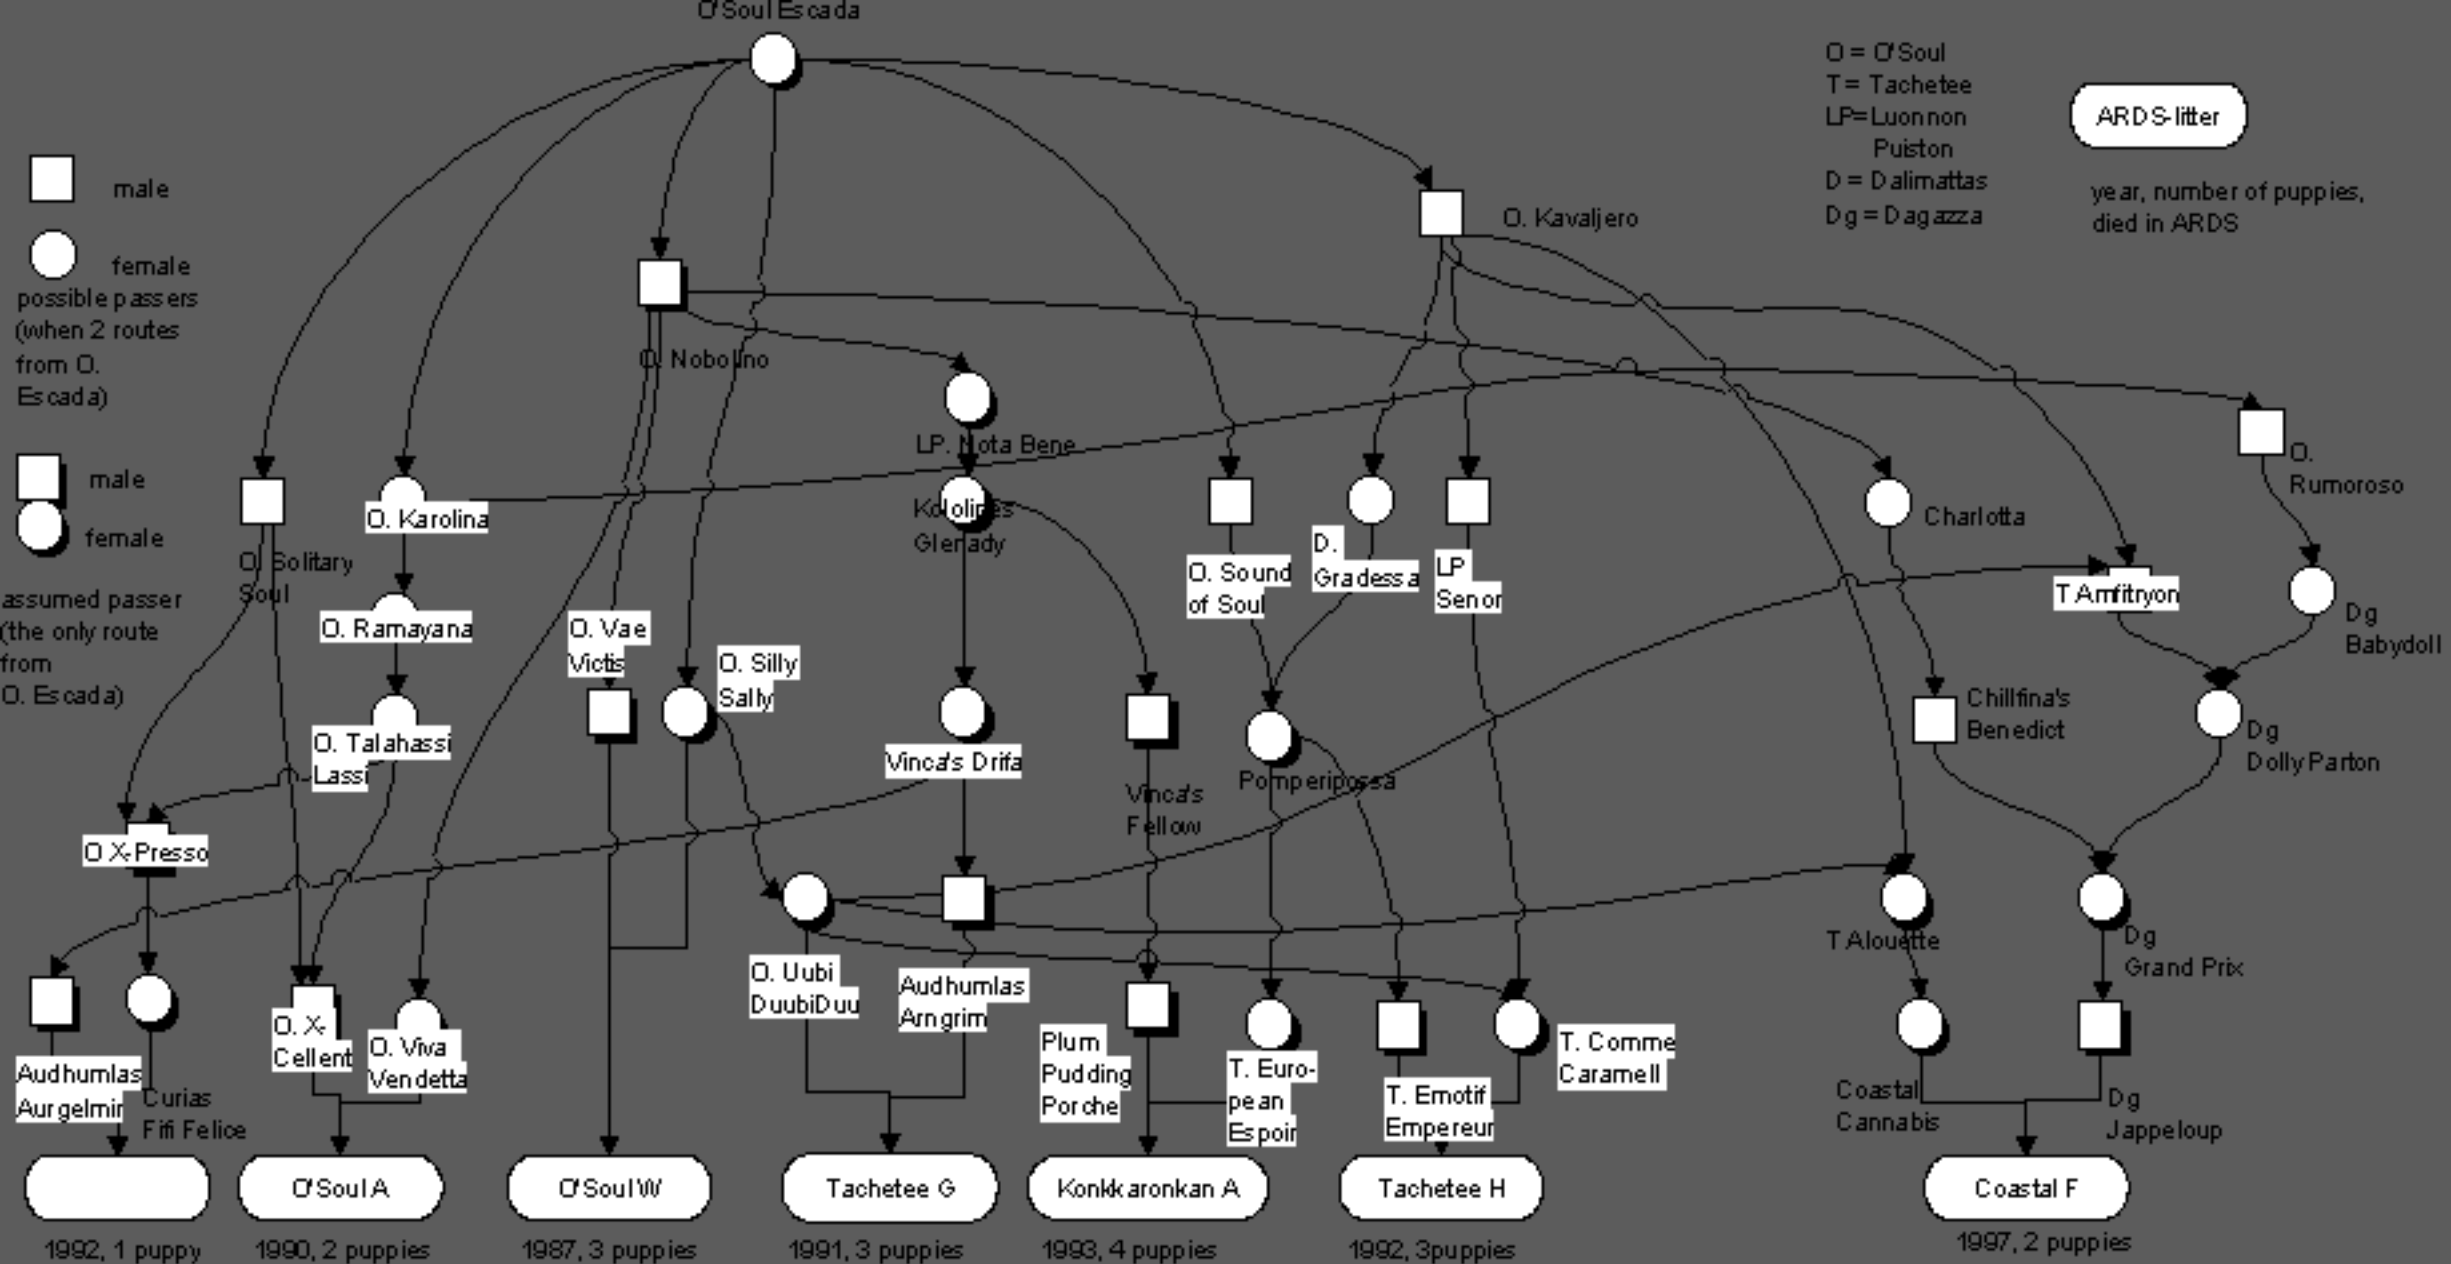 O'Soul Escada
O = O'Soul
T = Tachetee
LP=Luonnon
Puiston
D = Dalimattas
Dg = Dagazza
ARDS-litter
year, number of puppies,
died in ARDS
male
female
possible passers
(when 2 routes
from O.
Escada)
male
female
assumed passer
(the only route
from
O. Escada)
O. Kavaljero
O. Nobolino
LP. Nota Bene
Kololines
Glenady
O. Solitary
Soul
O. Karolina
O. Ramayana
O. Talahassi
Lassi
O. Vae
Victis
O. Silly
Sally
O. Sound
of Soul
D.
Gradessa
LP
Senor
Charlotta
O.
Rumoroso
T Amfitryon
Dg
Babydoll
Vinca's Drifa
Vinca's
Fellow
Pomperipossa
Chillfina's
Benedict
Dg
Dolly Parton
O X-Presso
O. Uubi
DuubiDuu
Audhumlas
Arngrim
T Alouette
Dg
Grand Prix
Audhumlas
Aurgelmir
Curias
Fifi Felice
O. X-
Cellent
O. Viva
Vendetta
Plum
Pudding
Porche
T. Euro-
pean
Espoir
T. Emotif
Empereur
T. Comme
Caramell
Coastal
Cannabis
Dg
Jappeloup
O'Soul A
O'Soul W
Tachetee G
Konkkaronkan A
Tachetee H
Coastal F
1992, 1 puppy
1990, 2 puppies
1987, 3 puppies
1991, 3 puppies
1993, 4 puppies
1992, 3puppies
1997, 2 puppies